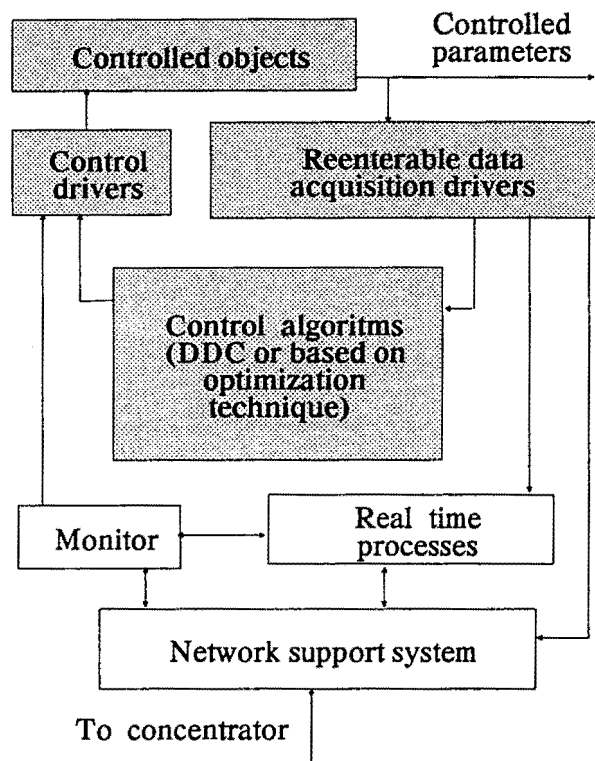 Controlled
parameters
Controlled objects
Control
drivers
Reenterable data
acquisition drivers
Control algoritms
(DDC or based on
optimization
technique)
Monitor
Real time
processes
Network support system
To concentrator